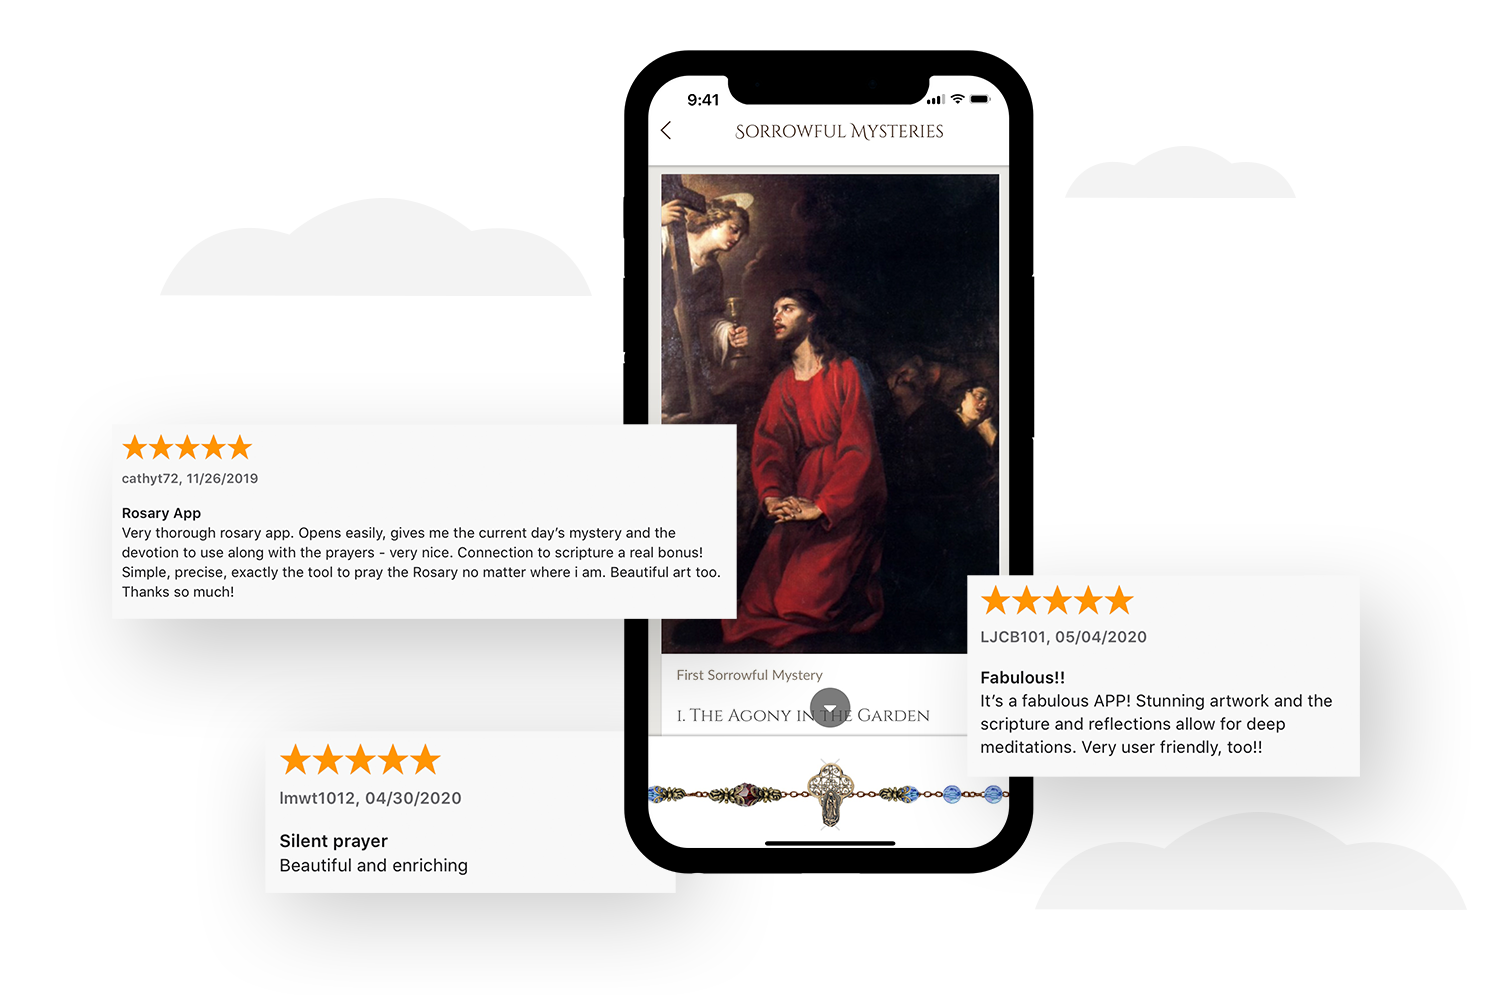 9:41
Sorrowful Mysteries
cathyt72, 11/26/2019
Rosary App
Very thorough rosary app. Opens easily, gives me the current day's mystery and the
devotion to use along with the prayers - very nice. Connection to scripture a real bonus!
Simple, precise, exactly the tool to pray the Rosary no matter where i am. Beautiful art too.
Thanks so much!
First Sorrowful Mystery
1. The Agony in the Garden
LJCB101, 05/04/2020
Fabulous!!
It's a fabulous APP! Stunning artwork and the
scripture and reflections allow for deep
meditations. Very user friendly, too!!
lmwt1012, 04/30/2020
Silent prayer
Beautiful and enriching